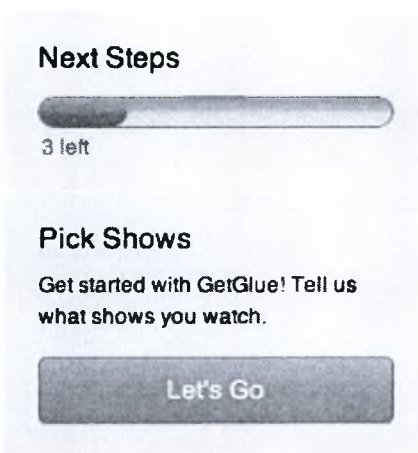 Next Steps
3 left
Pick Shows
Get started with GetGlue! Tell us
what shows you watch.
Let's Go